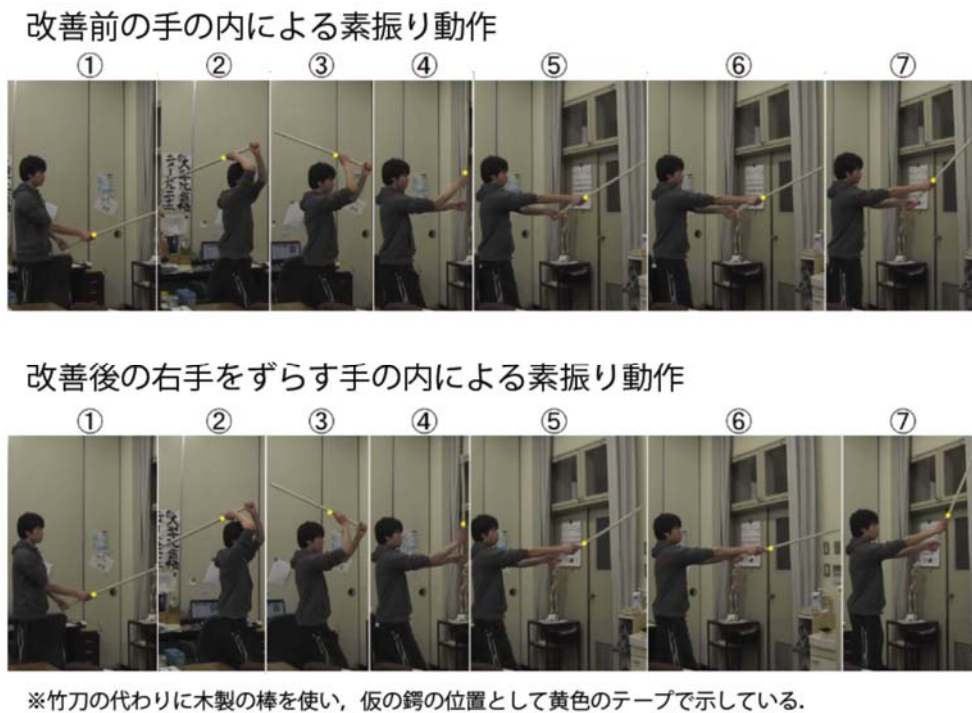 改善前の手の内による素振り動作
① ② ③ ④ ⑤ ⑥ ⑦
改善後の右手をずらす手の内による素振り動作
① ② ③ ④ ⑤ ⑥ ⑦
※竹刀の代わりに木製の棒を使い，仮の鍔の位置として黄色のテープで示している．